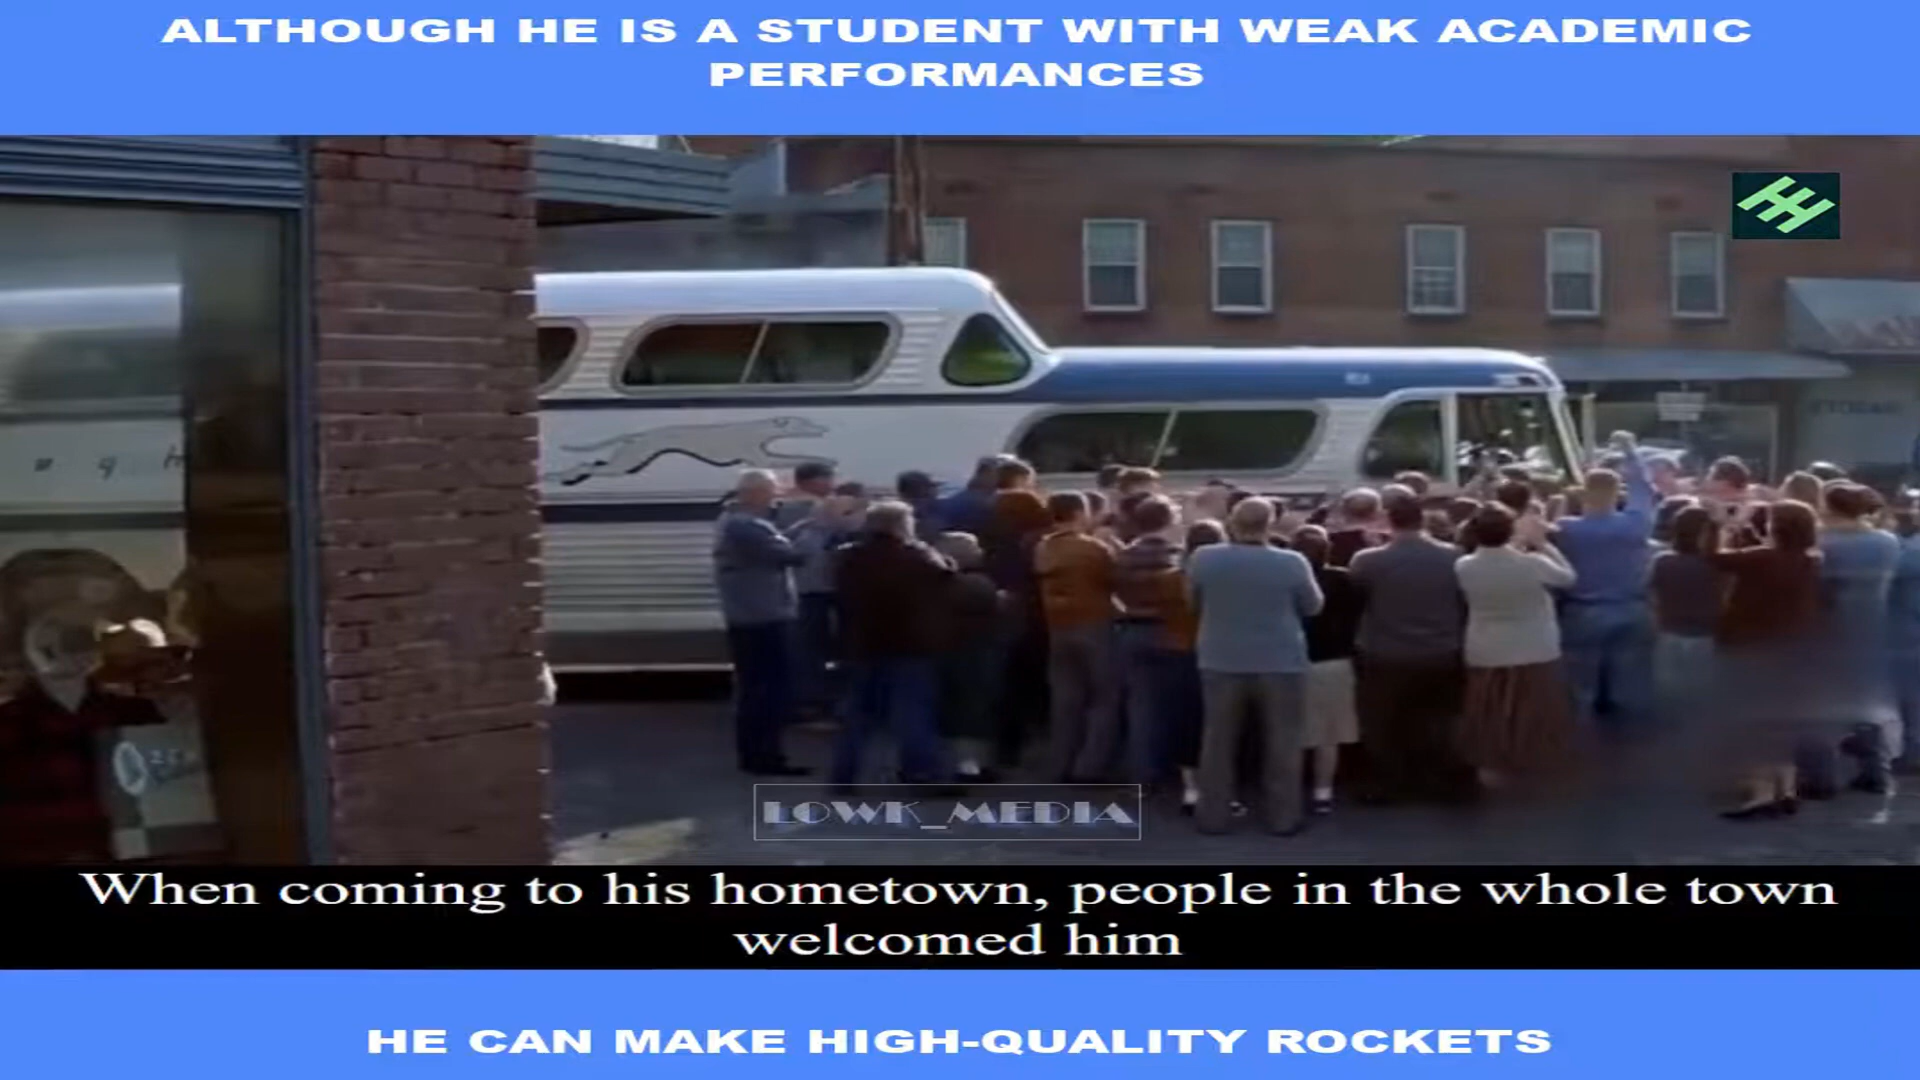 ALTHOUGH HE IS A STUDENT WITH WEAK ACADEMIC
PERFORMANCES
LOWK_MEDIA
When coming to his hometown, people in the whole town
welcomed him
HE CAN MAKE HIGH-QUALITY ROCKETS